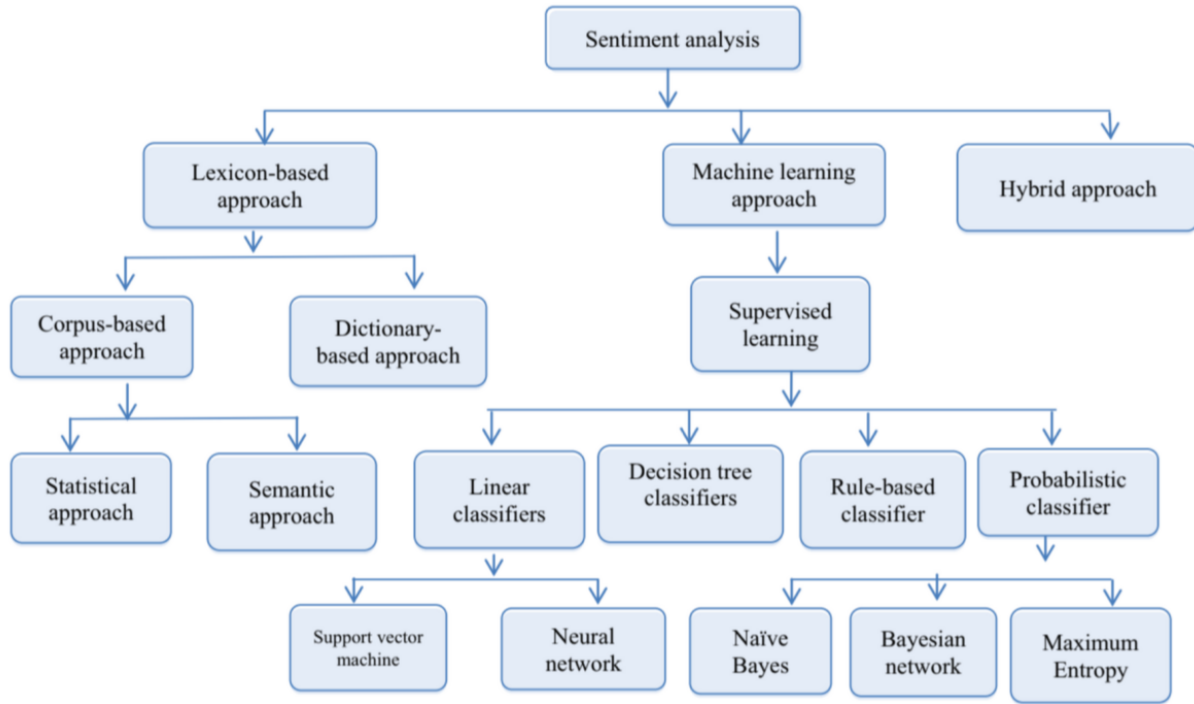 Sentiment analysis
Lexicon-based
approach
Machine learning
approach
Hybrid approach
Corpus-based
approach
Dictionary-
based approach
Supervised
learning
Statistical
approach
Semantic
approach
Linear
classifiers
Decision tree
classifiers
Rule-based
classifier
Probabilistic
classifier
Support vector
machine
Neural
network
Naïve
Bayes
Bayesian
network
Maximum
Entropy